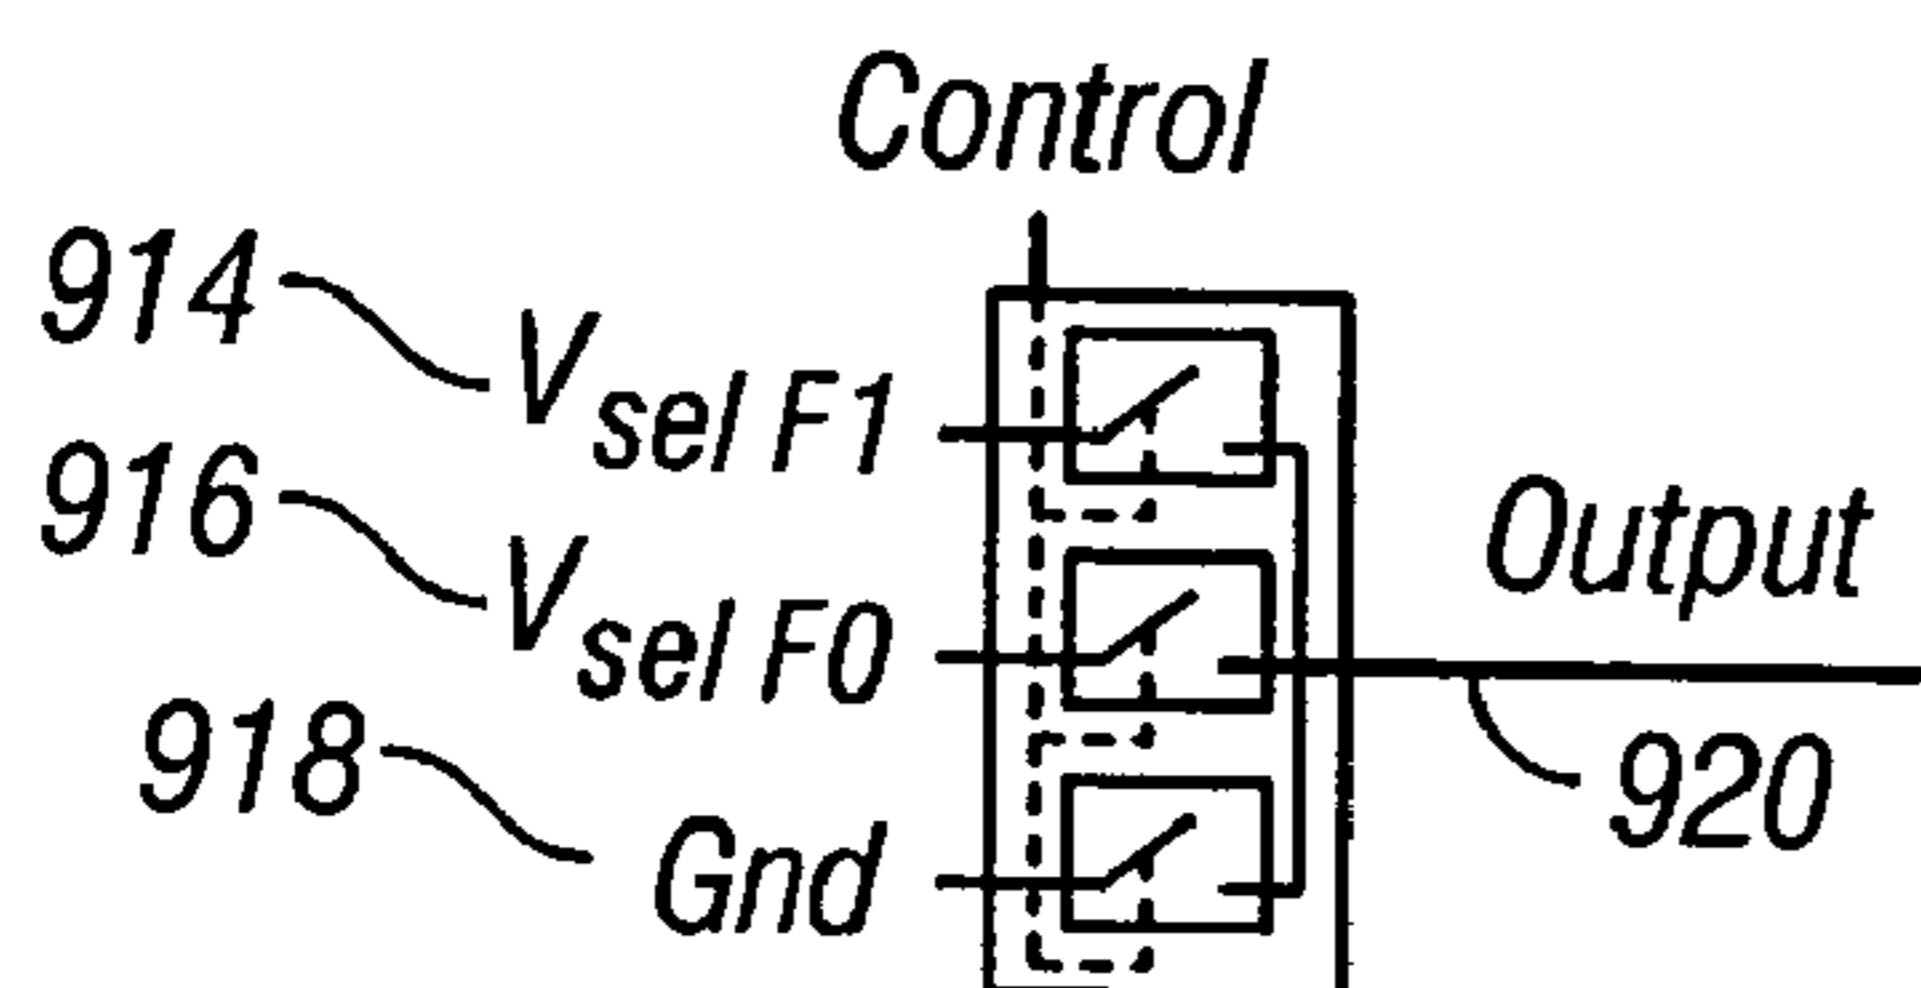 Control
914
V sel F1
916
V sel F0
Output
918
Gnd
920